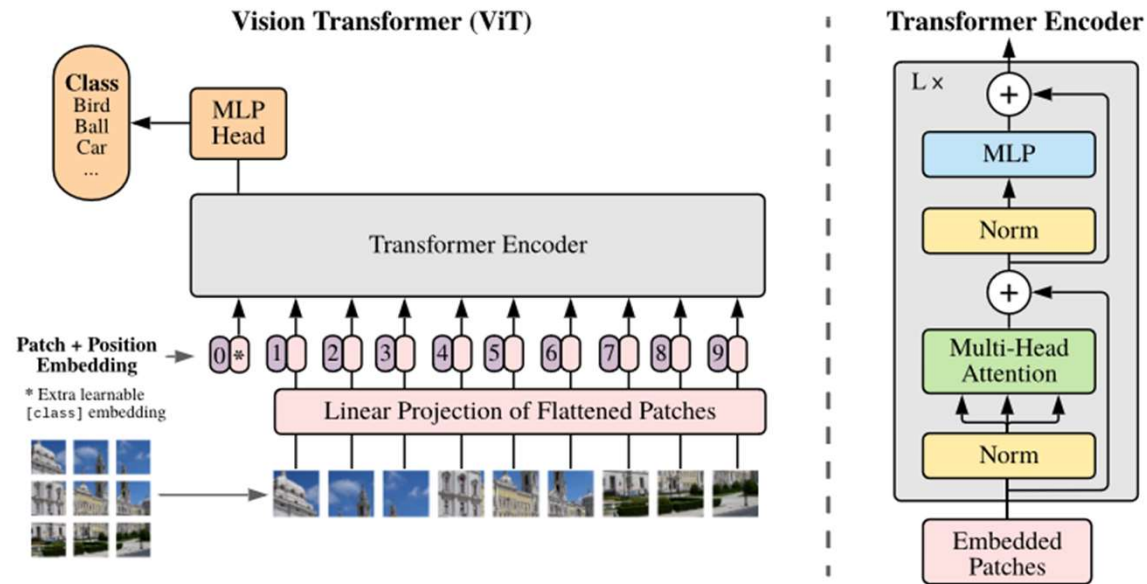 Vision Transformer (ViT)
Class
Bird
Ball
Car
...
MLP
Head
Transformer Encoder
Patch + Position
Embedding
0 * 1 2 3 4 5 6 7 8 9
* Extra learnable
[class] embedding
Linear Projection of Flattened Patches
Transformer Encoder
L ×
+
MLP
Norm
+
Multi-Head
Attention
Norm
Embedded
Patches